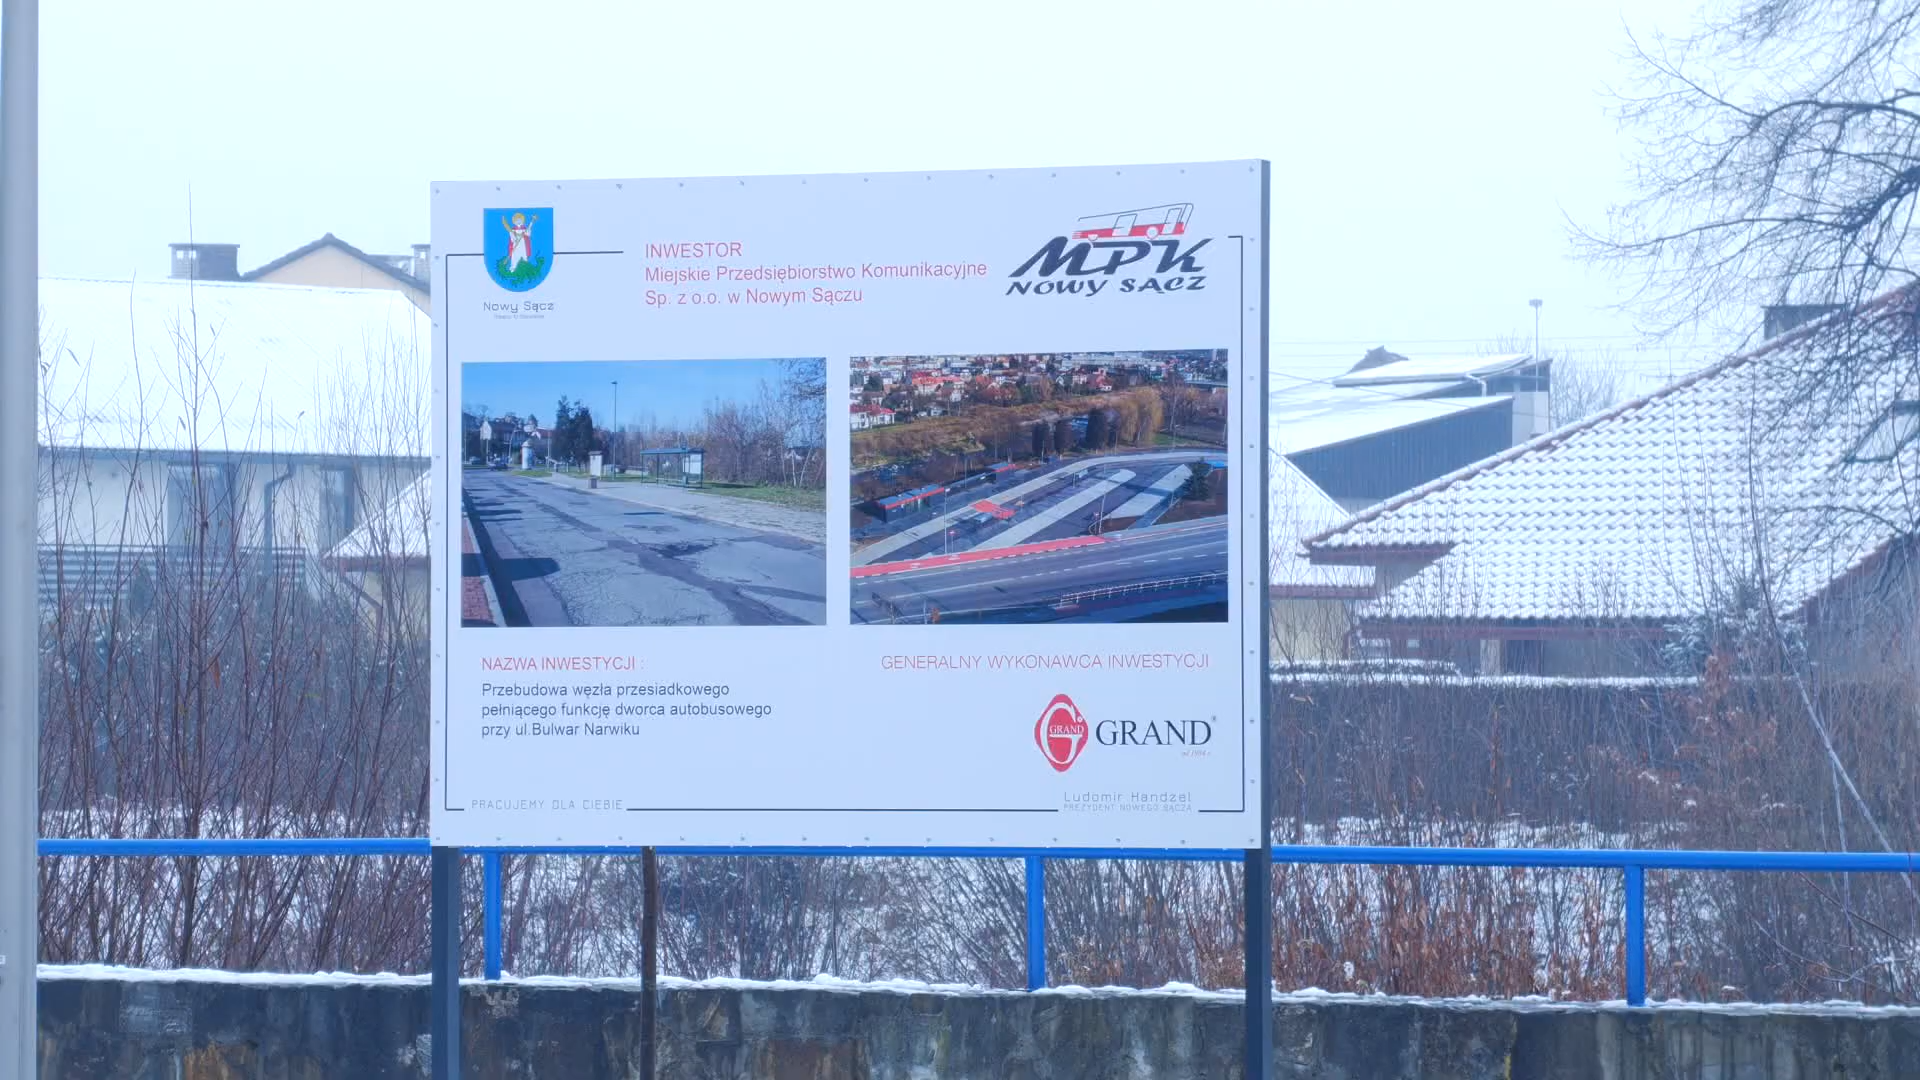 Nowy Sącz
INWESTOR
Miejskie Przedsiębiorstwo Komunikacyjne
Sp. z o.o. w Nowym Sączu
MPK
NOWY SĄCZ
NAZWA INWESTYCJI :
Przebudowa węzła przesiadkowego
pełniącego funkcję dworca autobusowego
przy ul.Bulwar Narwiku
GENERALNY WYKONAWCA INWESTYCJI
GRAND
GRAND®
od 1984 r.
PRACUJEMY DLA CIEBIE
Ludomir Handzel
PREZYDENT NOWEGO SĄCZA